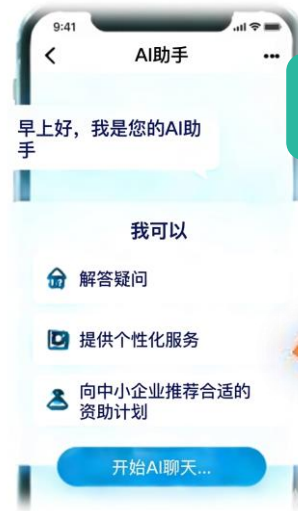 9:41
AI助手
早上好，我是您的AI助
手
我可以
解答疑问
提供个性化服务
向中小企业推荐合适的
资助计划
开始AI聊天...